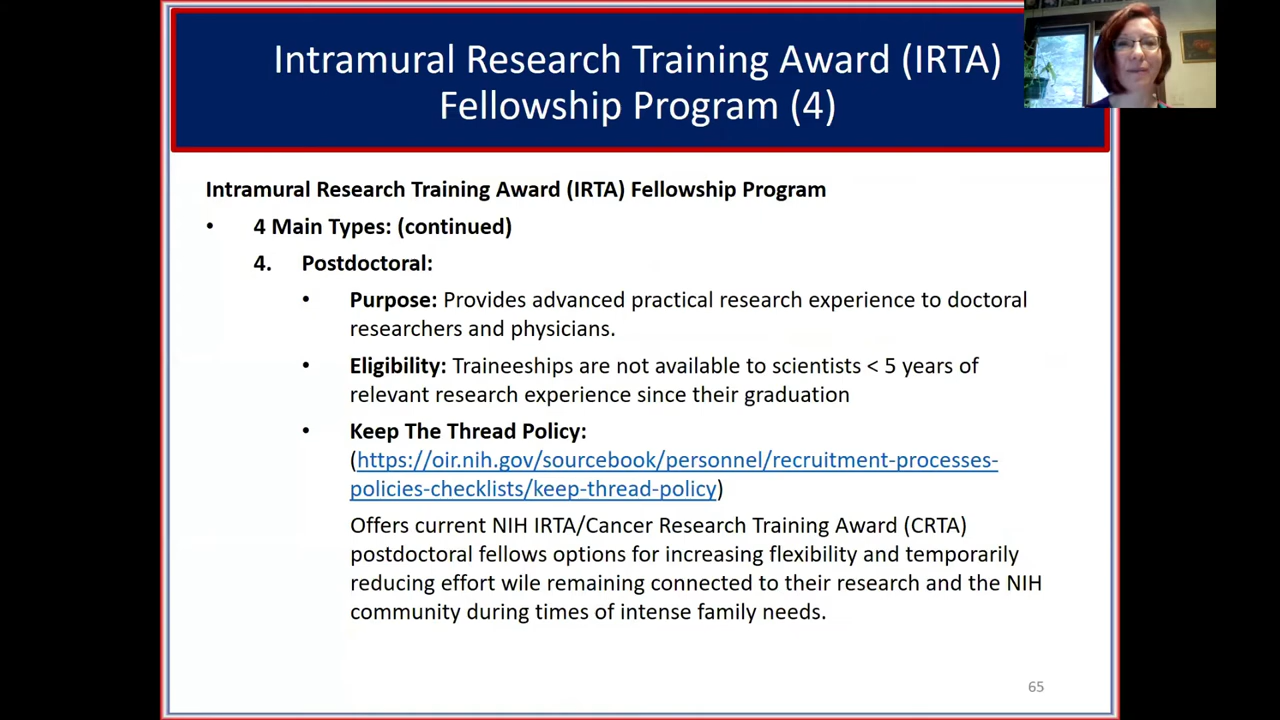 Intramural Research Training Award (IRTA)
Fellowship Program (4)
Intramural Research Training Award (IRTA) Fellowship Program
• 4 Main Types: (continued)
4. Postdoctoral:
• Purpose: Provides advanced practical research experience to doctoral
researchers and physicians.
• Eligibility: Traineeships are not available to scientists < 5 years of
relevant research experience since their graduation
• Keep The Thread Policy:
(https://oir.nih.gov/sourcebook/personnel/recruitment-processes-
policies-checklists/keep-thread-policy)
Offers current NIH IRTA/Cancer Research Training Award (CRTA)
postdoctoral fellows options for increasing flexibility and temporarily
reducing effort wile remaining connected to their research and the NIH
community during times of intense family needs.
65